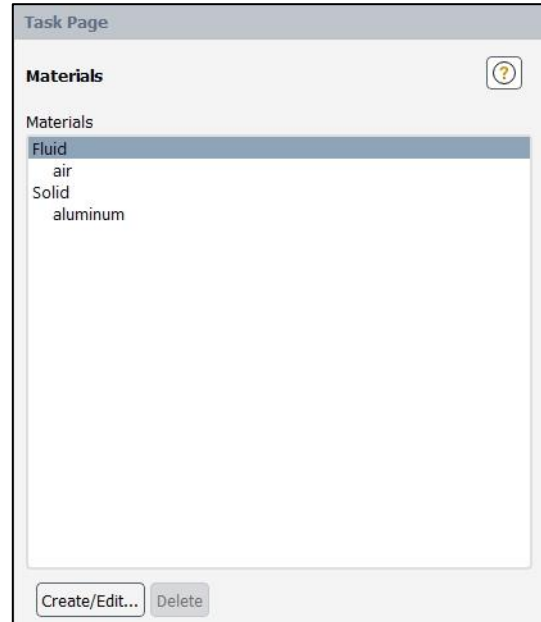 Task Page
Materials
?
Materials
Fluid
air
Solid
aluminum
Create/Edit... Delete